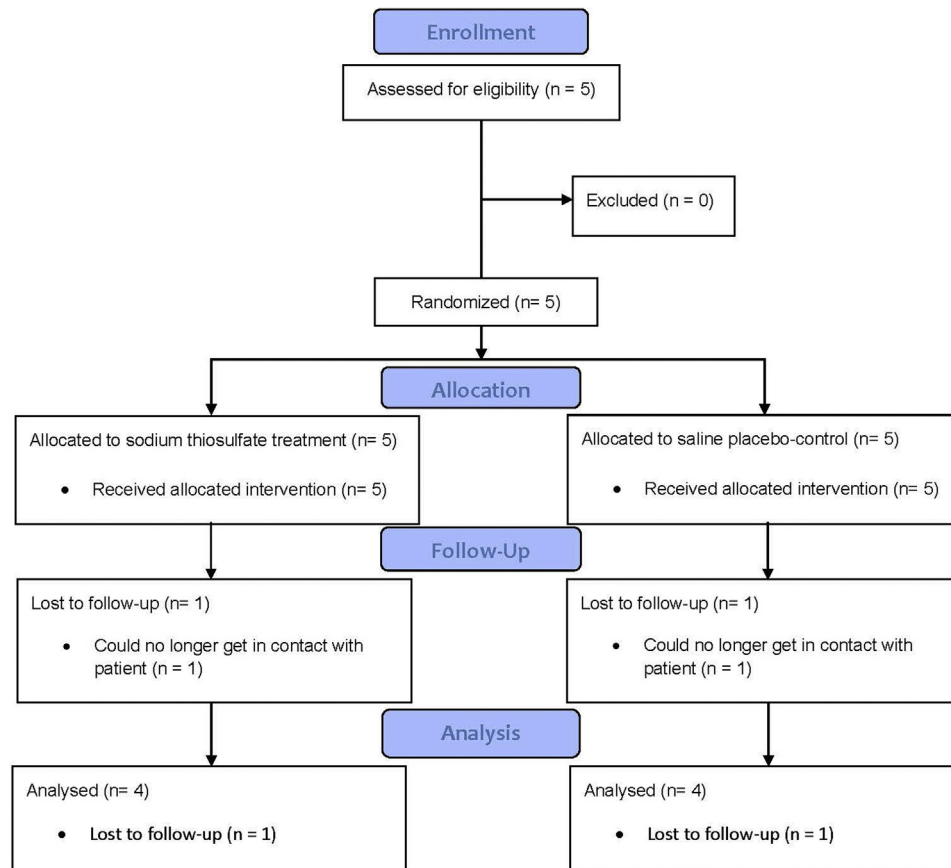 Enrollment
Assessed for eligibility (n = 5)
Excluded (n = 0)
Randomized (n= 5)
Allocation
Allocated to sodium thiosulfate treatment (n= 5)
• Received allocated intervention (n= 5)
Allocated to saline placebo-control (n= 5)
• Received allocated intervention (n= 5)
Follow-Up
Lost to follow-up (n= 1)
• Could no longer get in contact with
patient (n = 1)
Lost to follow-up (n= 1)
• Could no longer get in contact with
patient (n = 1)
Analysis
Analysed (n= 4)
• Lost to follow-up (n = 1)
Analysed (n= 4)
• Lost to follow-up (n = 1)